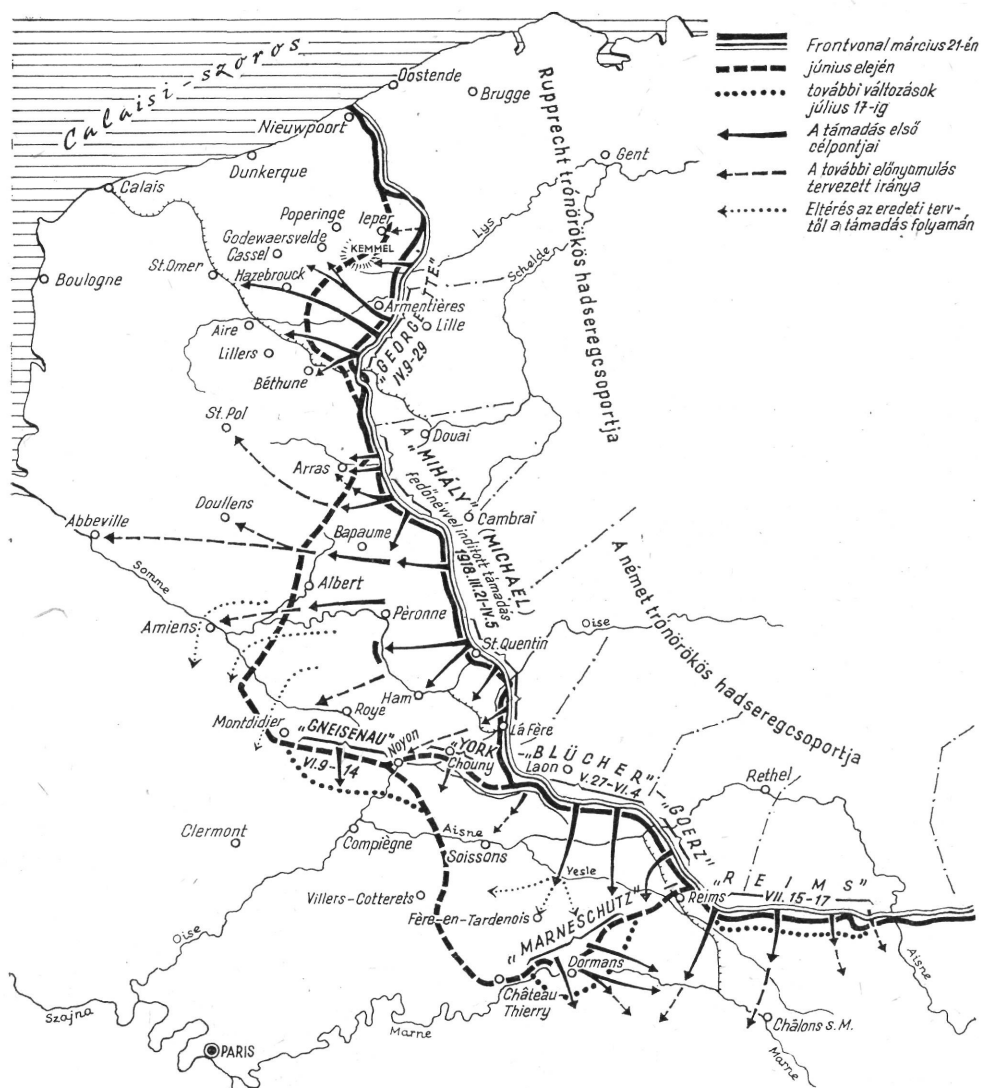 Calaisi-szoros
Frontvonal március 21-én
június elején
további változások
július 17-ig
A támadás első
célpontjai
A további előnyomulás
tervezett iránya
Eltérés az eredeti terv-
től a támadás folyamán
Rupprecht trónörökös hadseregcsoportja
A német trónörökös hadseregcsoportja
Oostende
Brugge
Nieuwpoort
Dunkerque
Gent
Calais
Poperinge
Ieper
Lys
Godewaersvelde
KEMMEL
Cassel
Schelde
St.Omer
Hazebrouck
Boulogne
Armentières
Aire
Lille
Lillers
„GEORGETTE"
IV.9-29
Béthune
St.Pol
Douai
Arras
A „MIHÁLY"
(MICHAEL)
fedőnévvel indított támadás
1918.III.21-IV.5
Doullens
Cambrai
Abbeville
Bapaume
Somme
Albert
Amiens
Pèronne
Oise
St.Quentin
Ham
Roye
La Fère
Montdidier
„GNEISENAU"
VI.9-14
Noyon
„YORK
Chouny
-„BLÜCHER"-„GOERZ"
V.27-VI.4
Laon
Rethel
Clermont
Compiègne
Aisne
Soissons
Vesle
„REIMS"
VII.15-17
Reims
Villers-Cotterets
Fère-en-Tardenois
„MARNESCHUTZ"
Oise
Aisne
Dormans
Château-
Thierry
Szajna
Marne
Châlons s.M.
PARIS
Marne